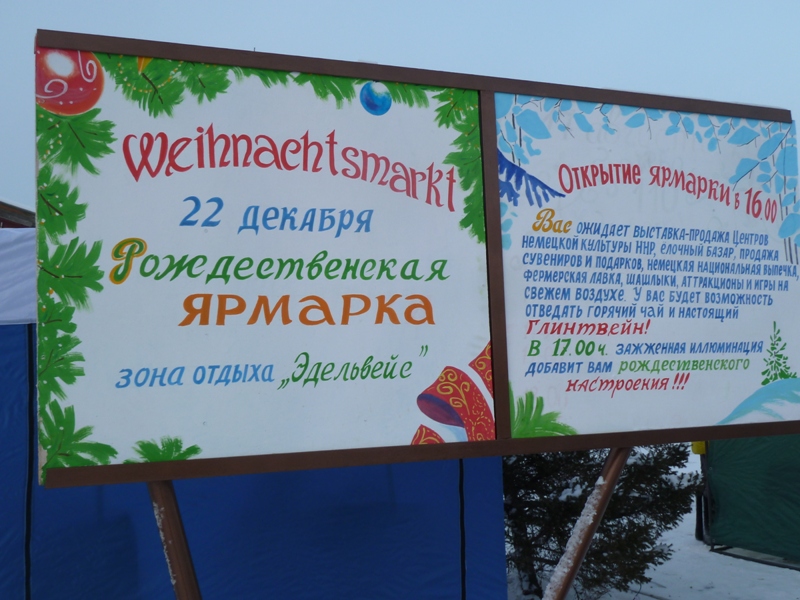 Weihnachtsmarkt
22 декабря
Рождественская
ЯРМАРКА
зона отдыха „Эдельвейс”
Открытие ярмарки в 16.00
Вас ожидает выставка-продажа Центров
немецкой культуры ННР, елочный базар, продажа
сувениров и подарков, немецкая национальная выпечка,
фермерская лавка, шашлыки, аттракционы и игры на
свежем воздухе. У вас будет возможность
отведать горячий чай и настоящий
Глинтвейн!
В 17.00 ч. зажженная иллюминация
добавит вам рождественского
настроения!!!